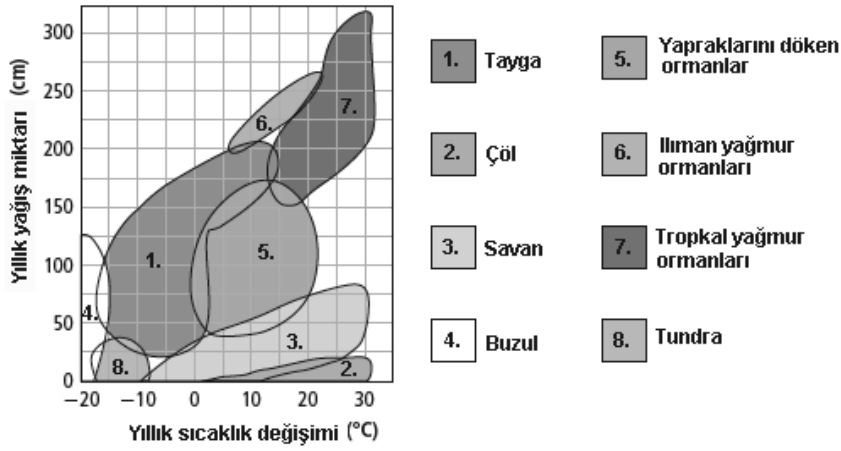 Yıllık yağış miktarı (cm)
300
250
200
150
100
50
0
−20 −10 0 10 20 30
Yıllık sıcaklık değişimi (°C)
1.
2.
3.
4.
5.
6.
7.
8.
1. Tayga
2. Çöl
3. Savan
4. Buzul
5. Yapraklarını döken
ormanlar
6. Ilıman yağmur
ormanları
7. Tropkal yağmur
ormanları
8. Tundra